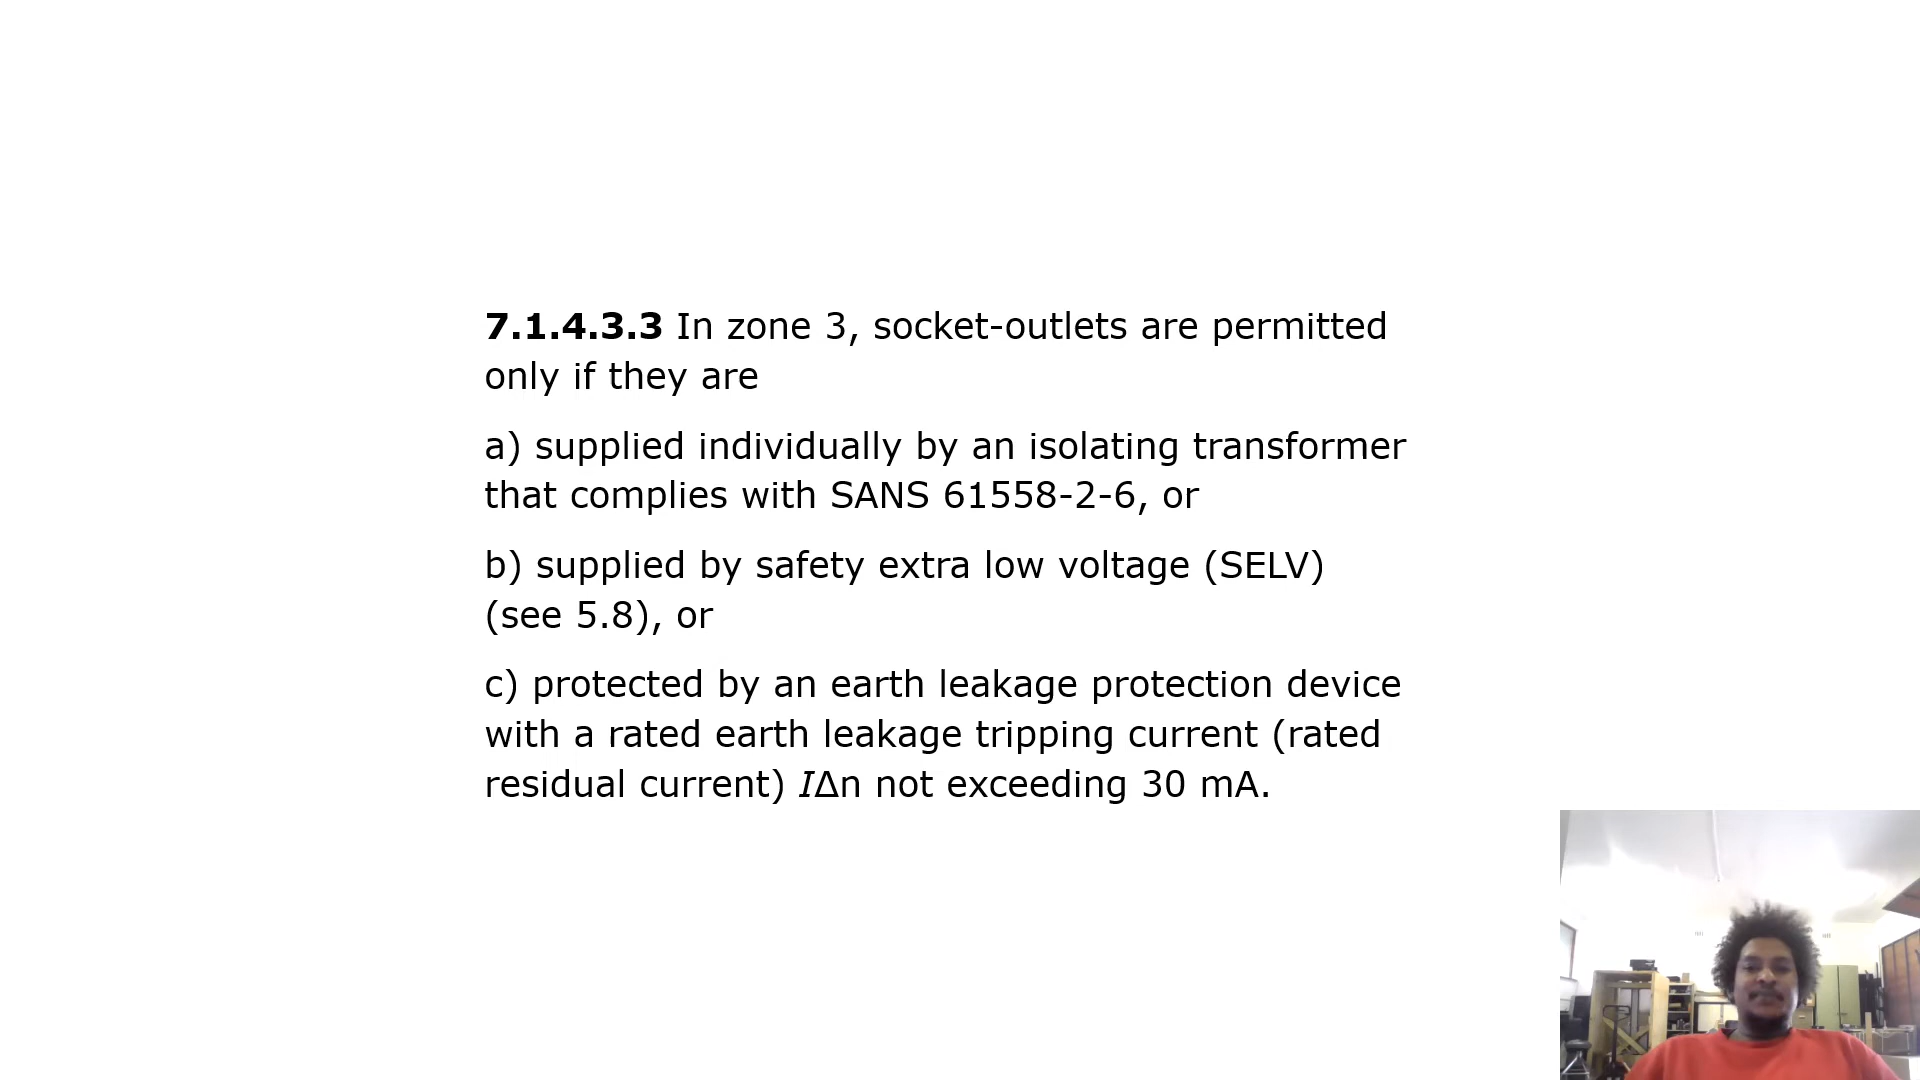 7.1.4.3.3 In zone 3, socket-outlets are permitted
only if they are
a) supplied individually by an isolating transformer
that complies with SANS 61558-2-6, or
b) supplied by safety extra low voltage (SELV)
(see 5.8), or
c) protected by an earth leakage protection device
with a rated earth leakage tripping current (rated
residual current) IΔn not exceeding 30 mA.